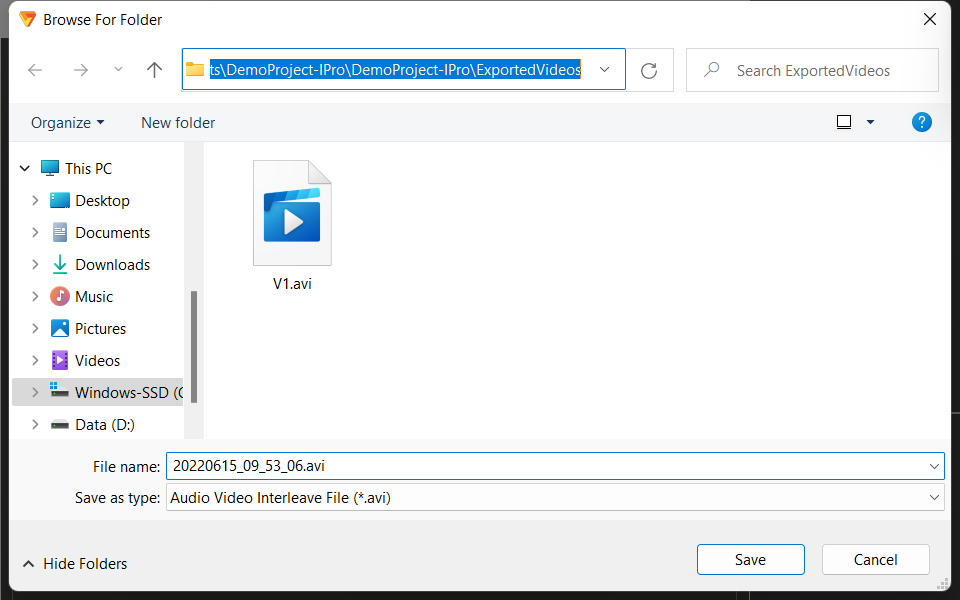 Browse For Folder
ts\DemoProject-IPro\DemoProject-IPro\ExportedVideos
Search ExportedVideos
Organize
New folder
?
This PC
Desktop
Documents
Downloads
Music
Pictures
Videos
Windows-SSD (C
Data (D:)
V1.avi
File name: 20220615_09_53_06.avi
Save as type: Audio Video Interleave File (*.avi)
Hide Folders
Save
Cancel